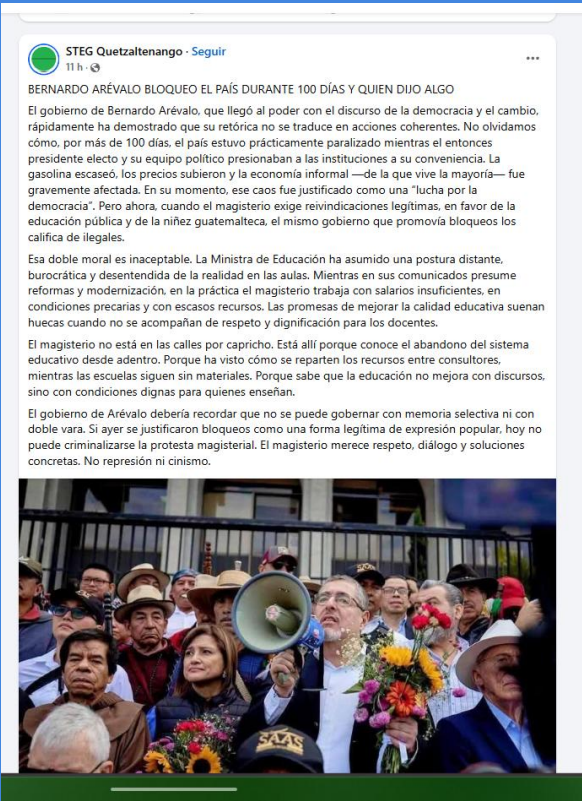 STEG Quetzaltenango · Seguir
11 h ·
BERNARDO ARÉVALO BLOQUEO EL PAÍS DURANTE 100 DÍAS Y QUIEN DIJO ALGO
El gobierno de Bernardo Arévalo, que llegó al poder con el discurso de la democracia y el cambio,
rápidamente ha demostrado que su retórica no se traduce en acciones coherentes. No olvidamos
cómo, por más de 100 días, el país estuvo prácticamente paralizado mientras el entonces
presidente electo y su equipo político presionaban a las instituciones a su conveniencia. La
gasolina escaseó, los precios subieron y la economía informal —de la que vive la mayoría— fue
gravemente afectada. En su momento, ese caos fue justificado como una “lucha por la
democracia”. Pero ahora, cuando el magisterio exige reivindicaciones legítimas, en favor de la
educación pública y de la niñez guatemalteca, el mismo gobierno que promovía bloqueos los
califica de ilegales.
Esa doble moral es inaceptable. La Ministra de Educación ha asumido una postura distante,
burocrática y desentendida de la realidad en las aulas. Mientras en sus comunicados presume
reformas y modernización, en la práctica el magisterio trabaja con salarios insuficientes, en
condiciones precarias y con escasos recursos. Las promesas de mejorar la calidad educativa suenan
huecas cuando no se acompañan de respeto y dignificación para los docentes.
El magisterio no está en las calles por capricho. Está allí porque conoce el abandono del sistema
educativo desde adentro. Porque ha visto cómo se reparten los recursos entre consultores,
mientras las escuelas siguen sin materiales. Porque sabe que la educación no mejora con discursos,
sino con condiciones dignas para quienes enseñan.
El gobierno de Arévalo debería recordar que no se puede gobernar con memoria selectiva ni con
doble vara. Si ayer se justificaron bloqueos como una forma legítima de expresión popular, hoy no
puede criminalizarse la protesta magisterial. El magisterio merece respeto, diálogo y soluciones
concretas. No represión ni cinismo.
SAAS